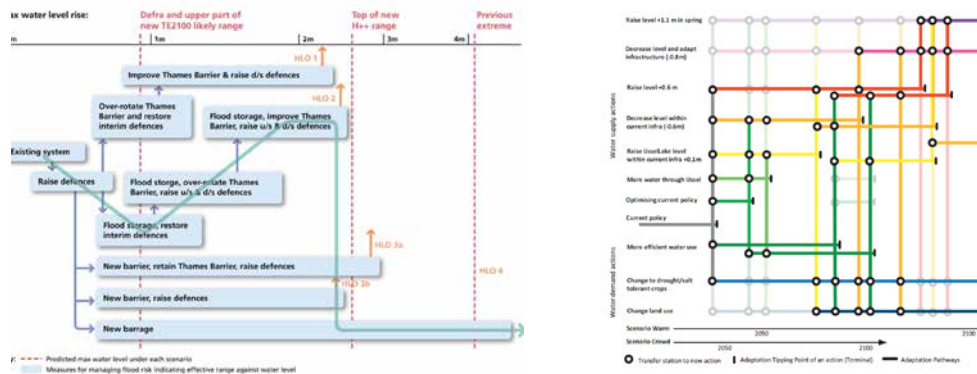 ax water level rise:
Defra and upper part of
new TE2100 likely range
Top of new
H++ range
Previous
extreme
m
1m
2m
3m
4m
HLO 1
Improve Thames Barrier & raise d/s defences
HLO 2
Over-rotate Thames
Barrier and restore
interim defences
Flood storage, improve Thames
Barrier, raise u/s & d/s defences
Existing system
Raise defences
Flood storge, over-rotate Thames
Barrier, raise u/s & d/s defences
Flood storage, restore
interim defences
HLO 3a
New barrier, retain Thames Barrier, raise defences
HLO 4
HLO 3b
New barrier, raise defences
New barrage
y:
Predicted max water level under each scenario
Measures for managing flood risk indicating effective range against water level
Water supply actions
Raise level +1.1 m in spring
Decrease level and adapt
infrastructure (-0.8m)
Raise level +0.6 m
Decrease level within
current infra (-0.6m)
Raise IJsselLake level
within current infra +0.1m
More water through IJssel
Optimising current policy
Current policy
Water demand actions
More efficient water use
Change to drought/salt
tolerant crops
Change land use
Scenario Warm
2050
2100
Scenario Crowd
2050
2100
Transfer station to new action
Adaptation Tipping Point of an action (Terminal)
Adaptation Pathways